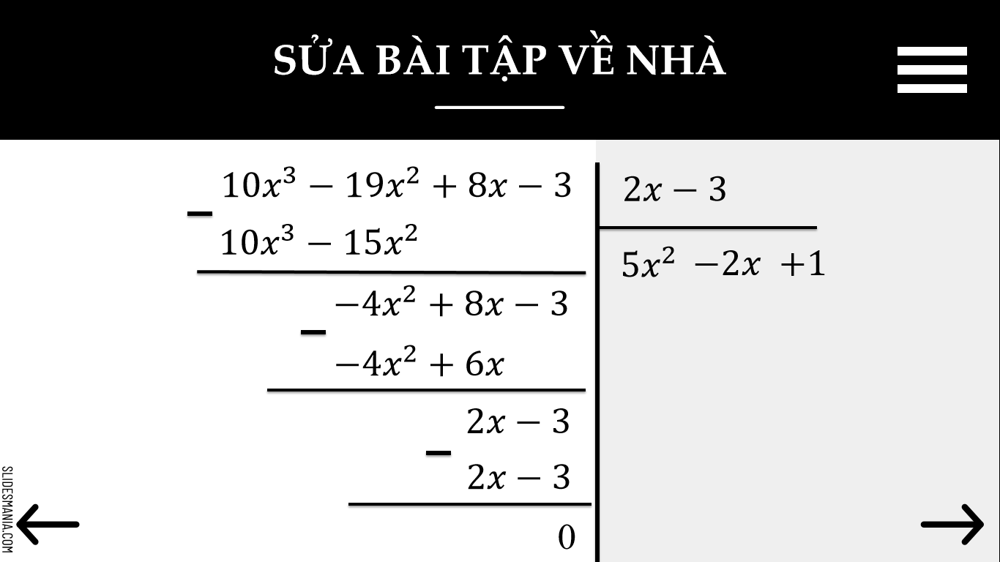 SỬA BÀI TẬP VỀ NHÀ
10x³ − 19x² + 8x − 3
2x − 3
10x³ − 15x²
5x² −2x +1
−4x² + 8x − 3
−4x² + 6x
2x − 3
2x − 3
0
SLIDESMANIA.COM